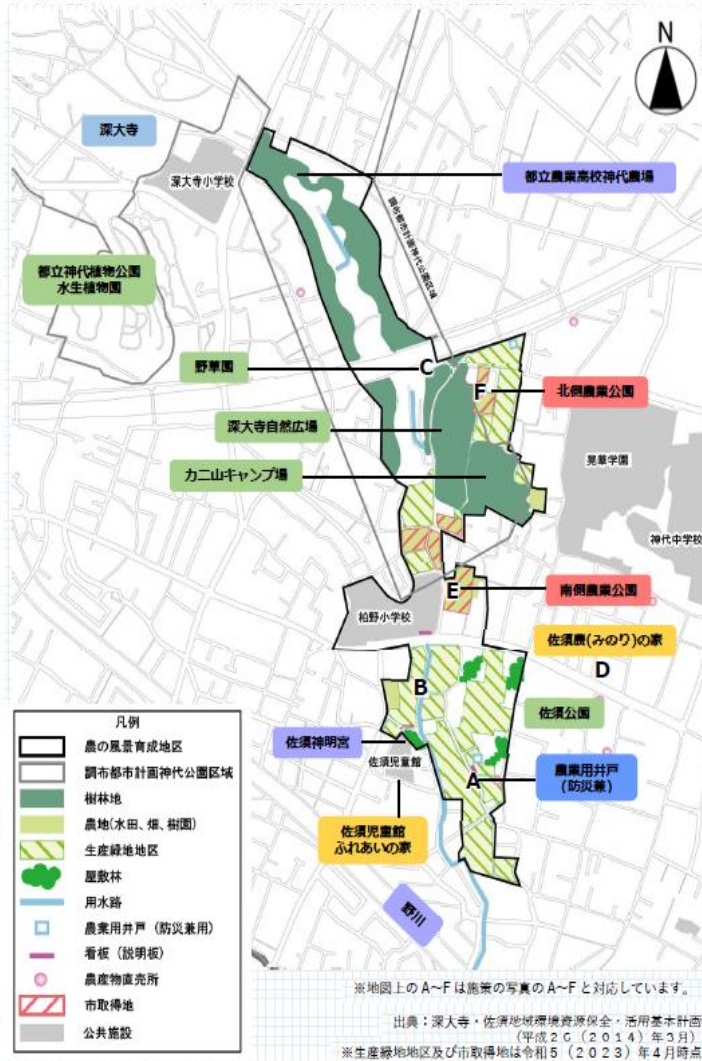 N
深大寺
深大寺小学校
都立農業高校神代農場
調布都市計画神代公園区域
都立神代植物公園
水生植物園
野草園
C
F
北側農業公園
深大寺自然広場
晃華学園
カニ山キャンプ場
神代中学校
E
南側農業公園
柏野小学校
佐須農(みのり)の家
D
B
佐須公園
佐須神明宮
佐須児童館
A
農業用井戸
(防災兼)
佐須児童館
ふれあいの家
野川
凡例
農の風景育成地区
調布都市計画神代公園区域
樹林地
農地(水田、畑、樹園)
生産緑地地区
屋敷林
用水路
農業用井戸（防災兼用）
看板（説明板）
農産物直売所
市取得地
公共施設
※地図上のA～Fは施策の写真のA～Fと対応しています。
出典：深大寺・佐須地域環境資源保全・活用基本計画
（平成26（2014）年3月）
※生産緑地地区及び市取得地は令和5（2023）年4月時点